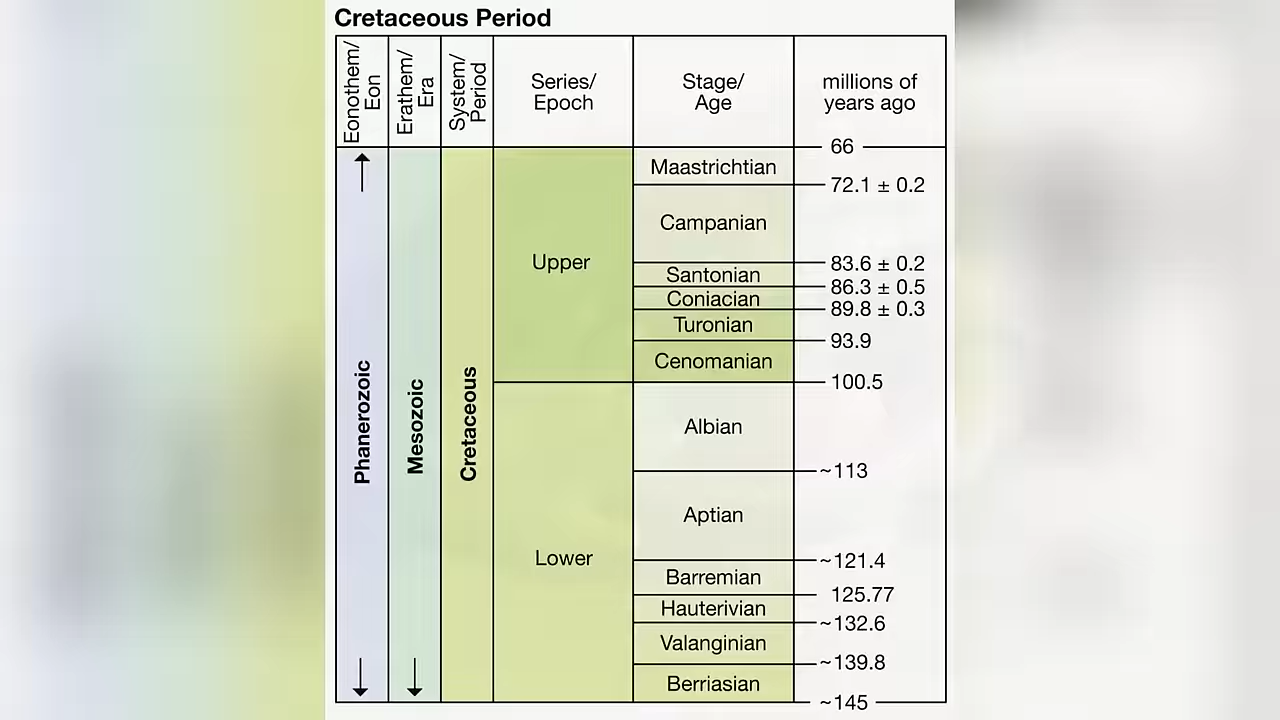 Cretaceous Period
Eonothem/
Eon
Erathem/
Era
System/
Period
Series/
Epoch
Stage/
Age
millions of
years ago
66
Maastrichtian
72.1 ± 0.2
Campanian
Upper
83.6 ± 0.2
Santonian
86.3 ± 0.5
Coniacian
89.8 ± 0.3
Turonian
93.9
Cenomanian
100.5
Phanerozoic
Mesozoic
Cretaceous
Albian
~113
Aptian
Lower
~121.4
Barremian
125.77
Hauterivian
~132.6
Valanginian
~139.8
Berriasian
~145